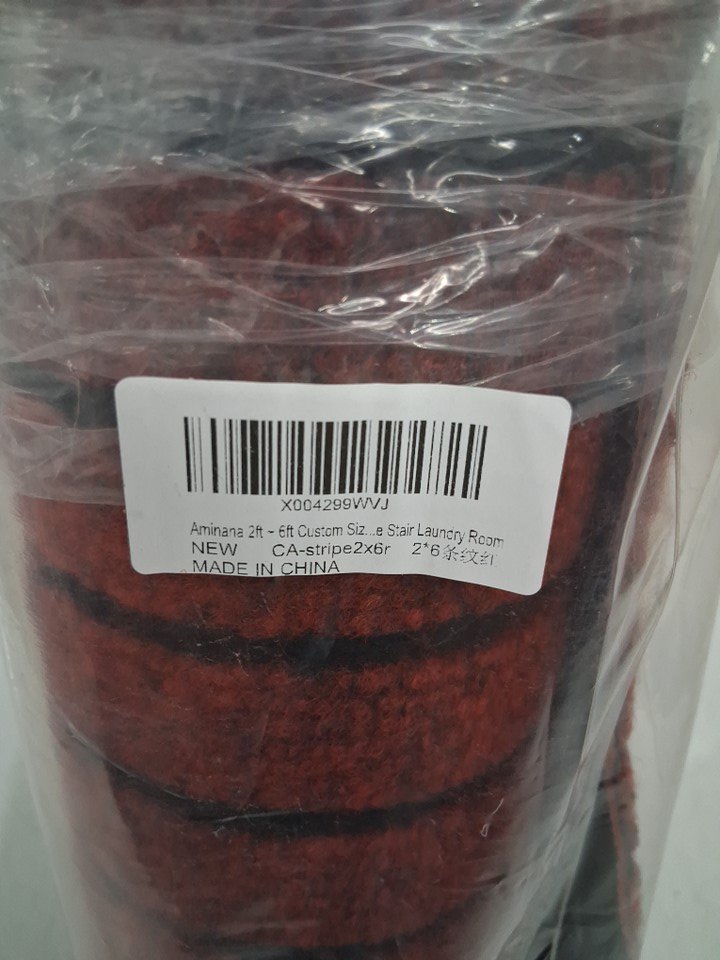 X004299WVJ
Aminana 2ft ~ 6ft Custom Siz...e Stair Laundry Room
NEW CA-stripe2x6r 2*6条纹红
MADE IN CHINA